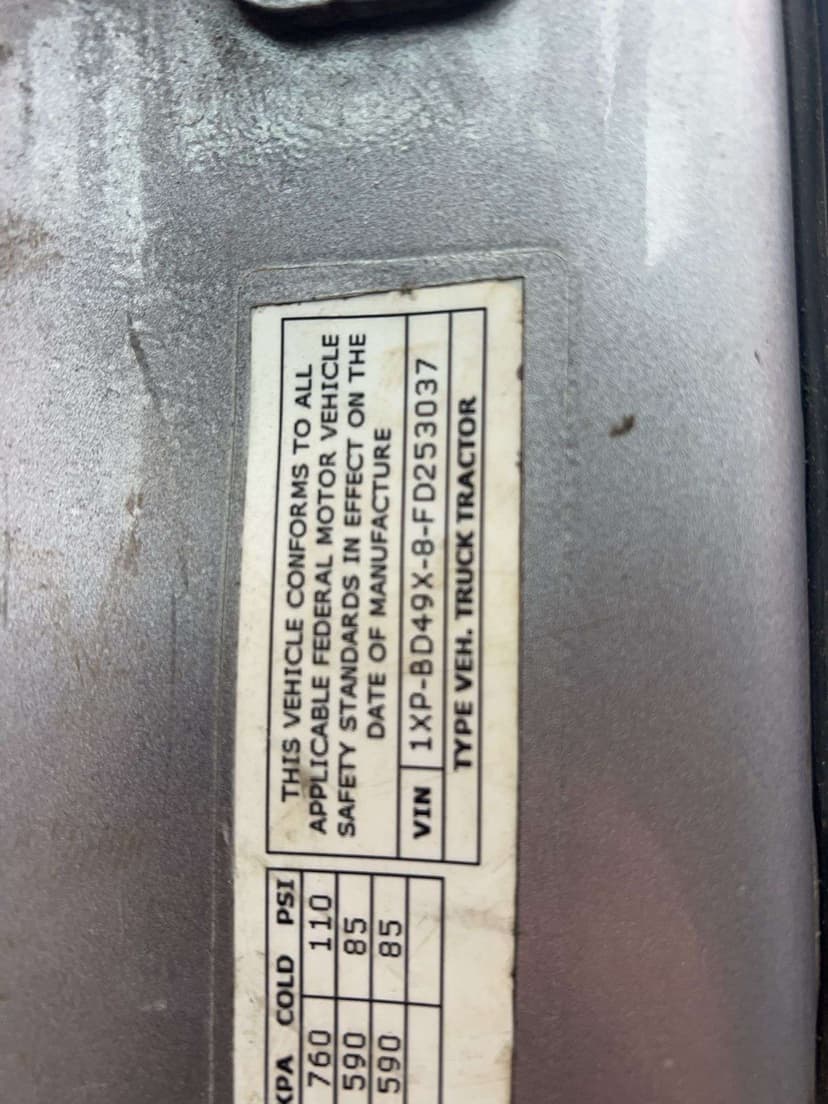 KPA COLD PSI
760 110
590 85
590 85
THIS VEHICLE CONFORMS TO ALL
APPLICABLE FEDERAL MOTOR VEHICLE
SAFETY STANDARDS IN EFFECT ON THE
DATE OF MANUFACTURE
VIN 1XP-BD49X-8-FD253037
TYPE VEH. TRUCK TRACTOR